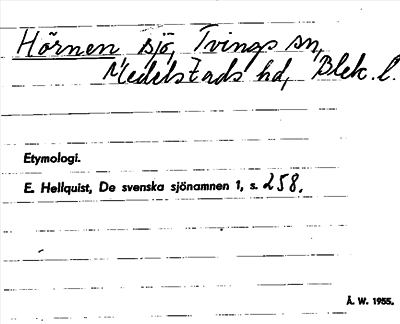 Hörnen, sjö, Tvings sn,
Medelstads hd, Blek. l.
Etymologi.
E. Hellquist, De svenska sjönamnen 1, s. 258.
Å. W. 1955.